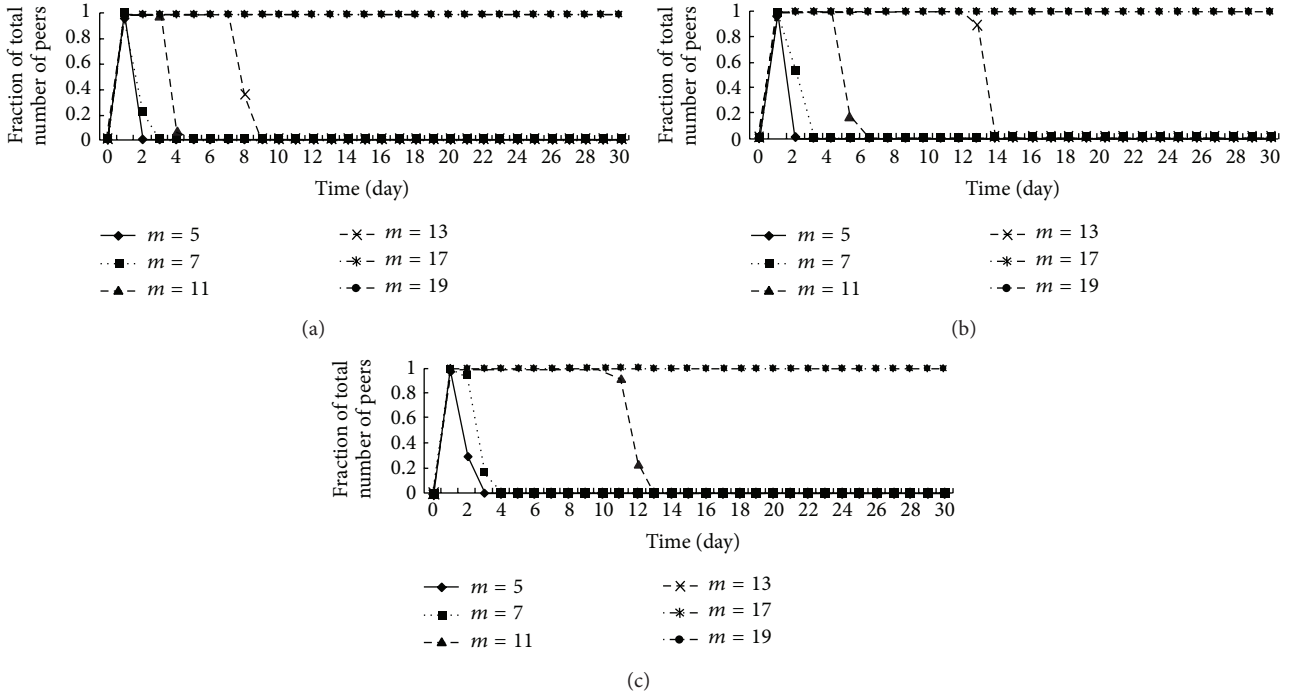 Fraction of total
number of peers
1
0.8
0.6
0.4
0.2
0
0 2 4 6 8 10 12 14 16 18 20 22 24 26 28 30
Time (day)
m = 5
m = 7
m = 11
m = 13
m = 17
m = 19
(a)
Fraction of total
number of peers
1
0.8
0.6
0.4
0.2
0
0 2 4 6 8 10 12 14 16 18 20 22 24 26 28 30
Time (day)
m = 5
m = 7
m = 11
m = 13
m = 17
m = 19
(b)
Fraction of total
number of peers
1
0.8
0.6
0.4
0.2
0
0 2 4 6 8 10 12 14 16 18 20 22 24 26 28 30
Time (day)
m = 5
m = 7
m = 11
m = 13
m = 17
m = 19
(c)